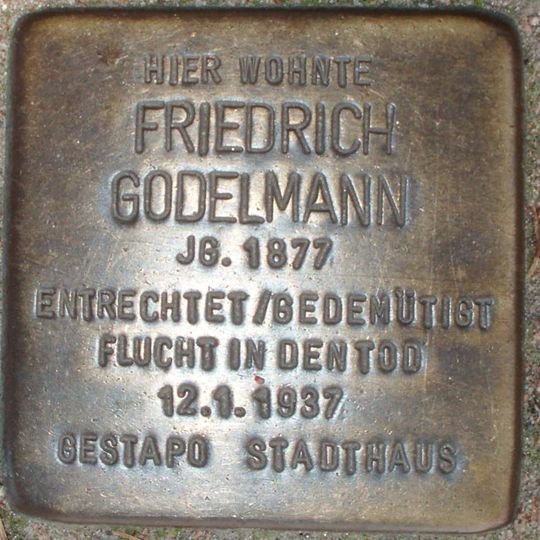 HIER WOHNTE
FRIEDRICH
GODELMANN
JG. 1877
ENTRECHTET/GEDEMÜTIGT
FLUCHT IN DEN TOD
12.1.1937
GESTAPO STADTHAUS